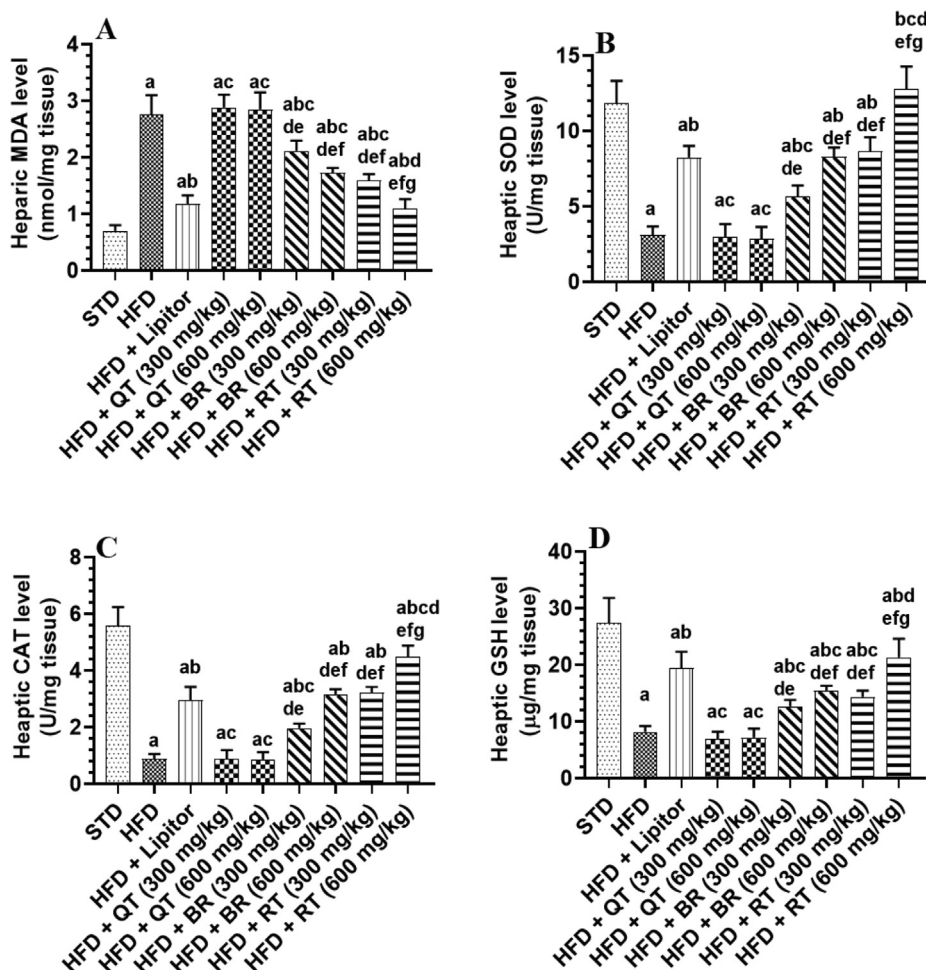 A
Heparic MDA level
(nmol/mg tissue)
4
3
2
1
0
a
ab
ac
ac
abc
de
abc
def
abc
def
abd
efg
STD
HFD
HFD + Lipitor
HFD + QT (300 mg/kg)
HFD + QT (600 mg/kg)
HFD + BR (300 mg/kg)
HFD + BR (600 mg/kg)
HFD + RT (300 mg/kg)
HFD + RT (600 mg/kg)
B
Heaptic SOD level
(U/mg tissue)
15
10
5
0
a
ab
ac
ac
abc
de
ab
def
ab
def
bcd
efg
STD
HFD
HFD + Lipitor
HFD + QT (300 mg/kg)
HFD + QT (600 mg/kg)
HFD + BR (300 mg/kg)
HFD + BR (600 mg/kg)
HFD + RT (300 mg/kg)
HFD + RT (600 mg/kg)
C
Heaptic CAT level
(U/mg tissue)
8
6
4
2
0
a
ab
ac
ac
abc
de
ab
def
ab
def
abcd
efg
STD
HFD
HFD + Lipitor
HFD + QT (300 mg/kg)
HFD + QT (600 mg/kg)
HFD + BR (300 mg/kg)
HFD + BR (600 mg/kg)
HFD + RT (300 mg/kg)
HFD + RT (600 mg/kg)
D
Heaptic GSH level
(µg/mg tissue)
40
30
20
10
0
a
ab
ac
ac
abc
de
abc
def
abc
def
abd
efg
STD
HFD
HFD + Lipitor
HFD + QT (300 mg/kg)
HFD + QT (600 mg/kg)
HFD + BR (300 mg/kg)
HFD + BR (600 mg/kg)
HFD + RT (300 mg/kg)
HFD + RT (600 mg/kg)